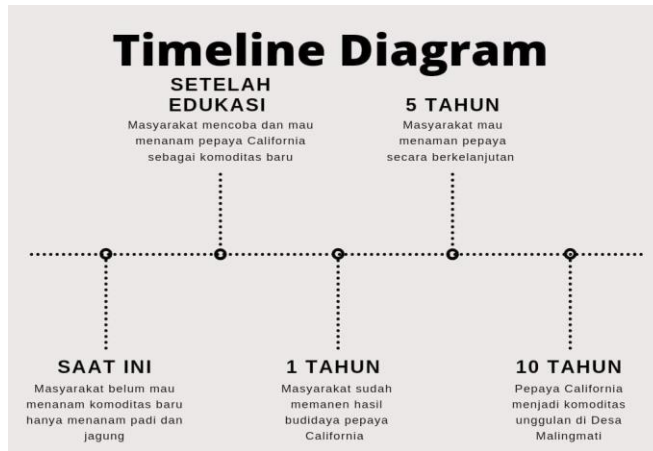 Timeline Diagram
SETELAH
EDUKASI
Masyarakat mencoba dan mau
menanam pepaya California
sebagai komoditas baru
5 TAHUN
Masyarakat mau
menaman pepaya
secara berkelanjutan
SAAT INI
Masyarakat belum mau
menanam komoditas baru
hanya menanam padi dan
jagung
1 TAHUN
Masyarakat sudah
memanen hasil
budidaya pepaya
California
10 TAHUN
Pepaya California
menjadi komoditas
unggulan di Desa
Malingmati